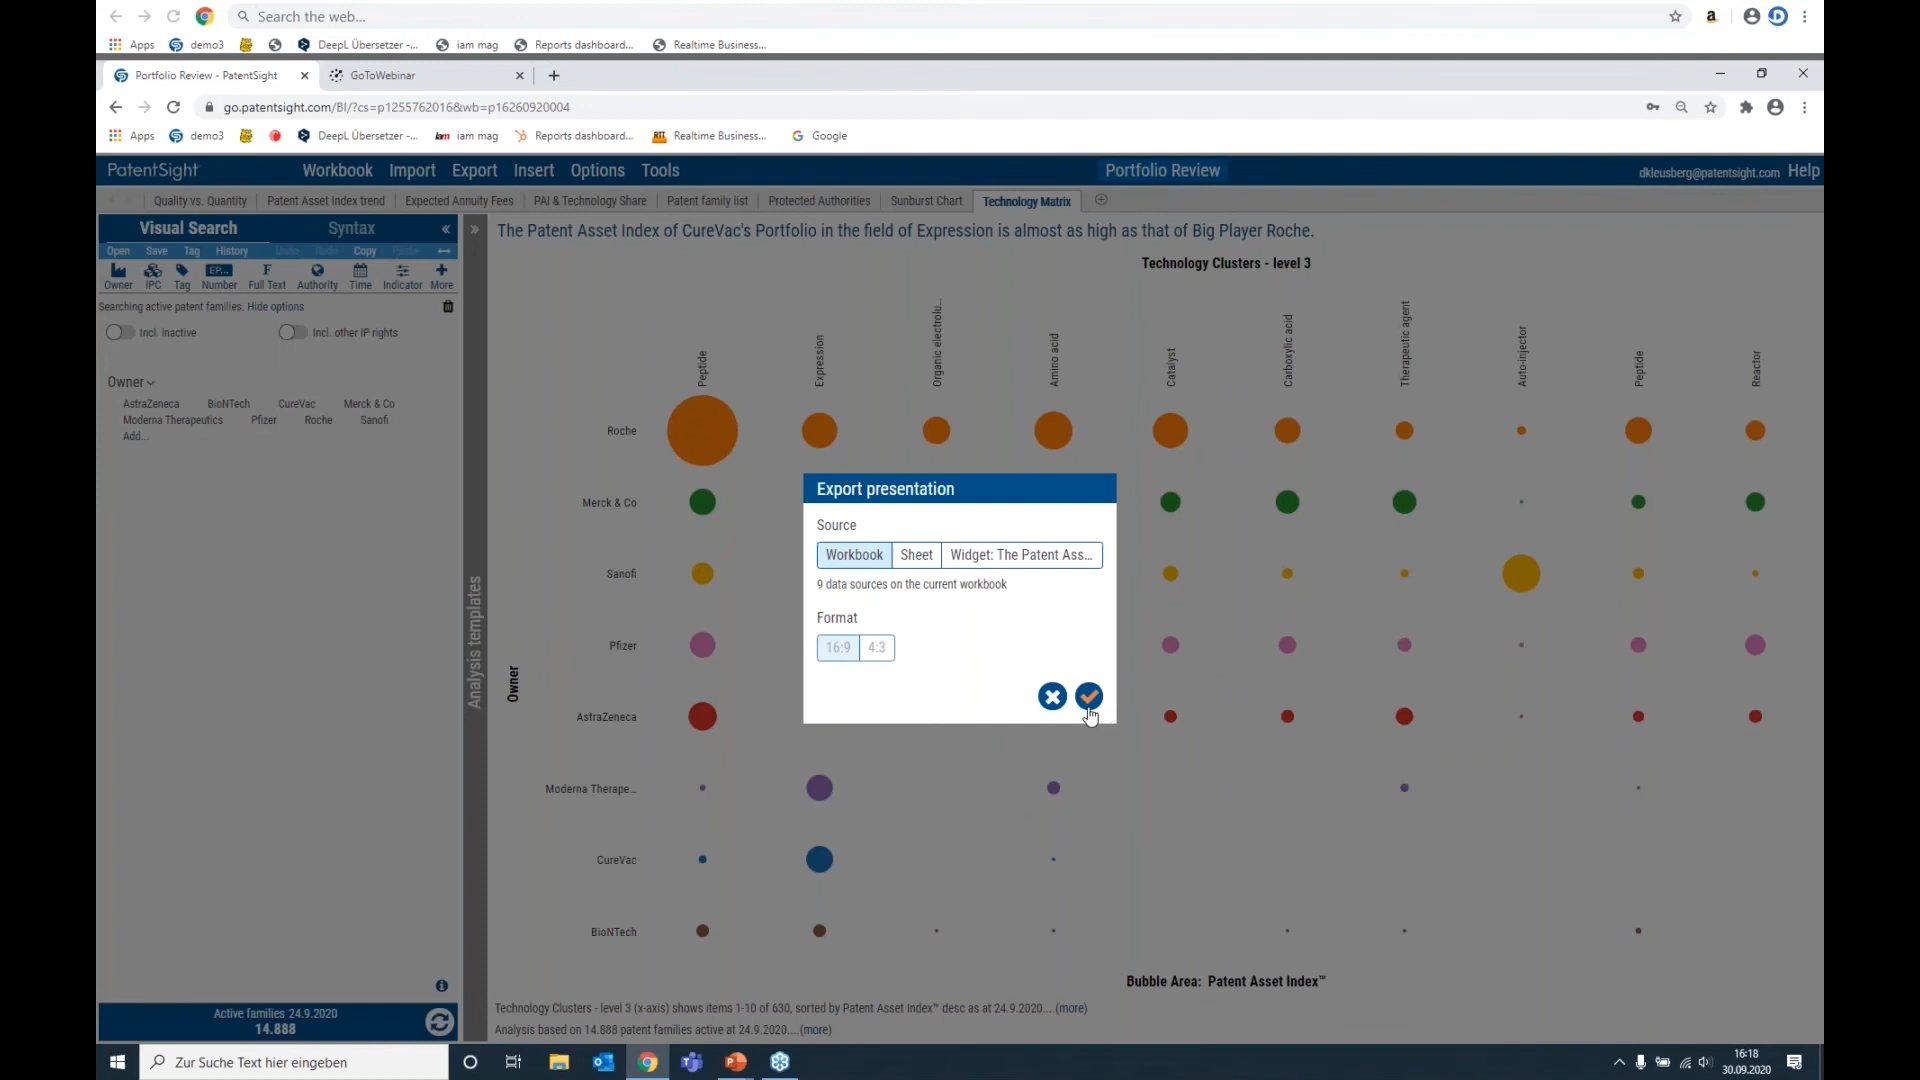 Search the web...
Apps demo3 DeepL Übersetzer -... iam mag Reports dashboard... Realtime Business...
Portfolio Review - PatentSight GoToWebinar
go.patentsight.com/BI/?cs=p1255762016&wb=p16260920004
Apps demo3 DeepL Übersetzer -... iam iam mag Reports dashboard... RTT Realtime Business... Google
PatentSight Workbook Import Export Insert Options Tools Portfolio Review dkleusberg@patentsight.com Help
Quality vs. Quantity Patent Asset Index trend Expected Annuity Fees PAI & Technology Share Patent family list Protected Authorities Sunburst Chart Technology Matrix
Visual Search Syntax
Open Save Tag History Undo Redo Copy Paste
EP...
Owner IPC Tag Number Full Text Authority Time Indicator More
Searching active patent families. Hide options
Incl. inactive Incl. other IP rights
Owner
AstraZeneca BioNTech CureVac Merck & Co
Moderna Therapeutics Pfizer Roche Sanofi
Add...
Active families 24.9.2020
14.888
Analysis templates
The Patent Asset Index of CureVac's Portfolio in the field of Expression is almost as high as that of Big Player Roche.
Technology Clusters - level 3
Peptide
Expression
Organic electrolu...
Amino acid
Catalyst
Carboxylic acid
Therapeutic agent
Auto-injector
Peptide
Reactor
Owner
Roche
Merck & Co
Sanofi
Pfizer
AstraZeneca
Moderna Therape...
CureVac
BioNTech
Export presentation
Source
Workbook Sheet Widget: The Patent Ass...
9 data sources on the current workbook
Format
16:9 4:3
Bubble Area: Patent Asset Index™
Technology Clusters - level 3 (x-axis) shows items 1-10 of 630, sorted by Patent Asset Index™ desc as at 24.9.2020....(more)
Analysis based on 14.888 patent families active at 24.9.2020....(more)
Zur Suche Text hier eingeben
16:18
30.09.2020